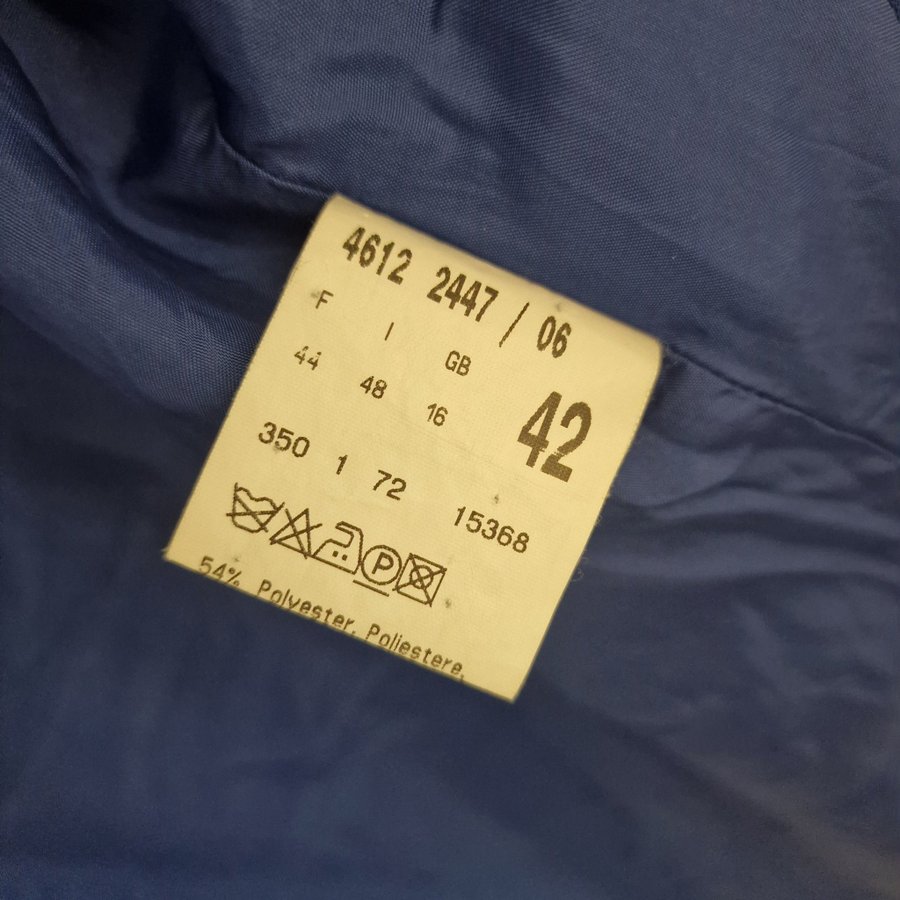 4612 2447 / 06
F I GB
44 48 16 42
350 1 72 15368
P
54% Polyester, Poliestere,